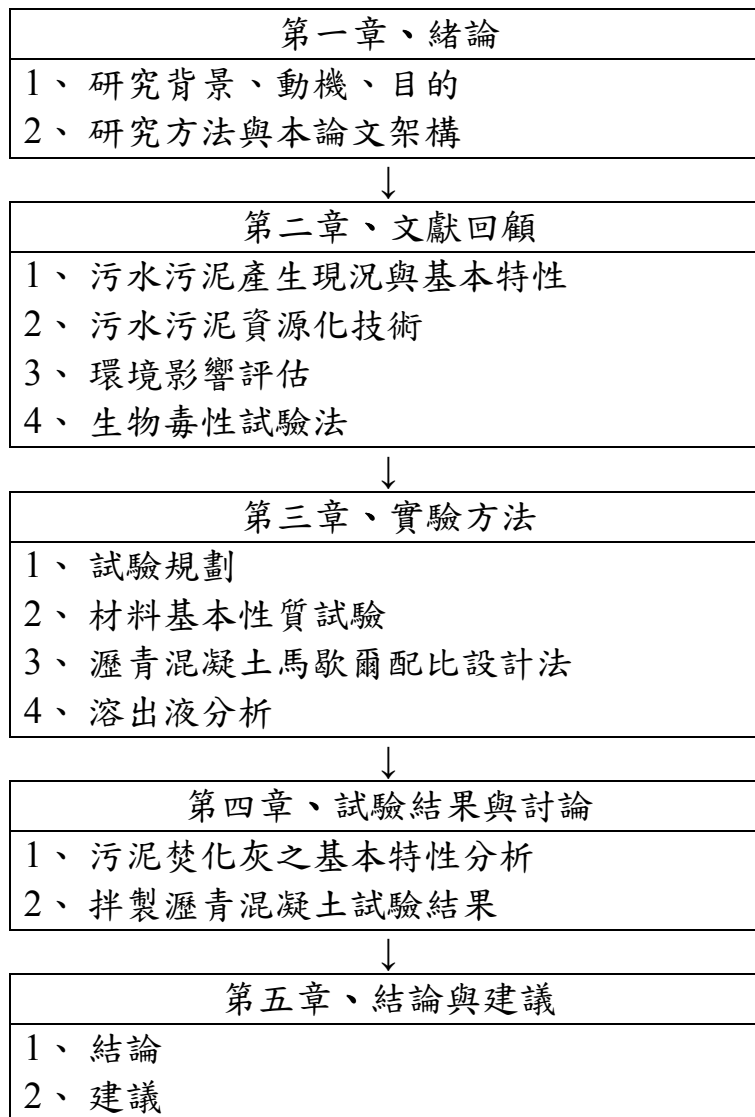 第一章、緒論
1、 研究背景、動機、目的
2、 研究方法與本論文架構
↓
第二章、文獻回顧
1、 污水污泥產生現況與基本特性
2、 污水污泥資源化技術
3、 環境影響評估
4、 生物毒性試驗法
↓
第三章、實驗方法
1、 試驗規劃
2、 材料基本性質試驗
3、 瀝青混凝土馬歇爾配比設計法
4、 溶出液分析
↓
第四章、試驗結果與討論
1、 污泥焚化灰之基本特性分析
2、 拌製瀝青混凝土試驗結果
↓
第五章、結論與建議
1、 結論
2、 建議